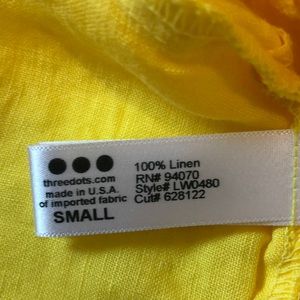 threedots.com
made in U.S.A.
of imported fabric
SMALL
100% Linen
RN# 94070
Style# LW0480
Cut# 628122